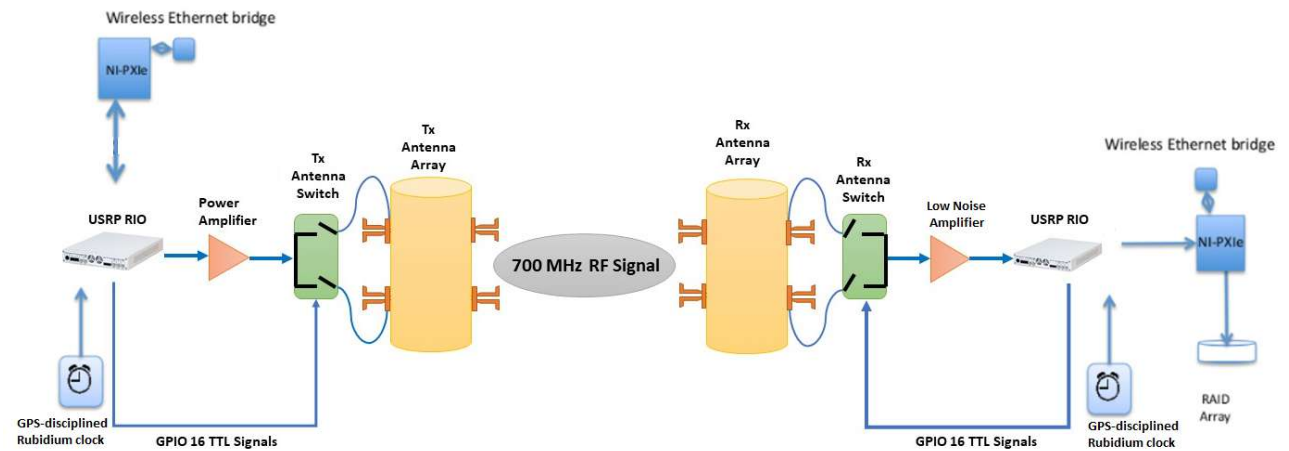 Wireless Ethernet bridge
NI-PXIe
USRP RIO
Power
Amplifier
Tx
Antenna
Switch
Tx
Antenna
Array
700 MHz RF Signal
Rx
Antenna
Array
Rx
Antenna
Switch
Low Noise
Amplifier
USRP RIO
Wireless Ethernet bridge
NI-PXIe
RAID
Array
GPS-disciplined
Rubidium clock
GPIO 16 TTL Signals
GPIO 16 TTL Signals
GPS-disciplined
Rubidium clock